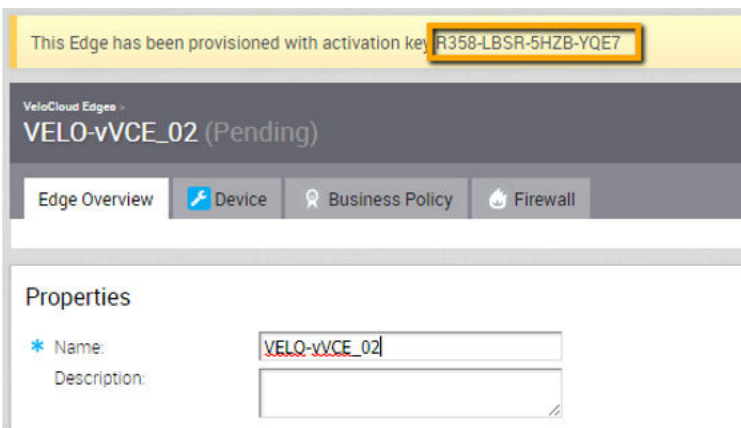 This Edge has been provisioned with activation key R358-LBSR-5HZB-YQE7
VeloCloud Edges >
VELO-vVCE_02 (Pending)
Edge Overview Device Business Policy Firewall
Properties
* Name: VELO-vVCE_02
Description: